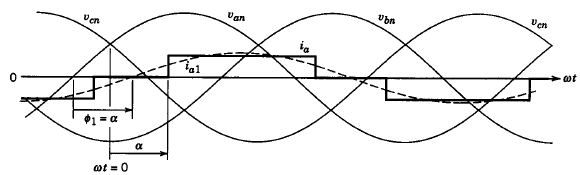 v_cn v_an v_bn v_cn
i_a
i_a1
0 ωt
ϕ_1 = α
α
ωt = 0